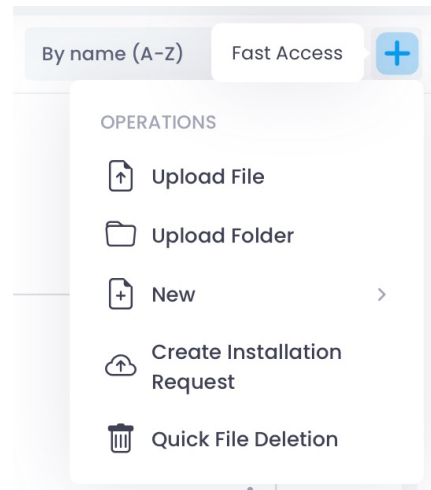 By name (A-Z)
Fast Access
OPERATIONS
Upload File
Upload Folder
New
Create Installation
Request
Quick File Deletion